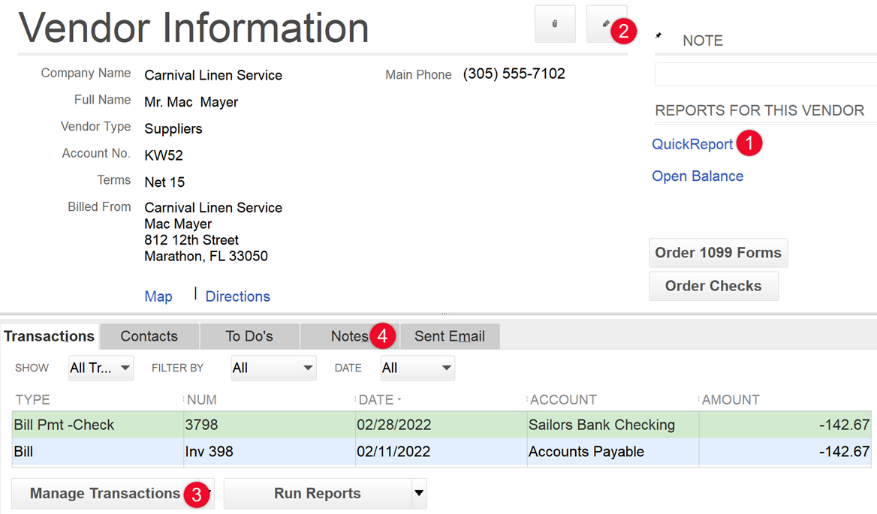 Vendor Information
2
NOTE
Company Name Carnival Linen Service Main Phone (305) 555-7102
Full Name Mr. Mac Mayer
REPORTS FOR THIS VENDOR
Vendor Type Suppliers
QuickReport 1
Account No. KW52
Open Balance
Terms Net 15
Billed From Carnival Linen Service
Mac Mayer
812 12th Street
Marathon, FL 33050
Order 1099 Forms
Order Checks
Map | Directions
Transactions Contacts To Do's Notes 4 Sent Email
SHOW All Tr... FILTER BY All DATE All
TYPE NUM DATE ACCOUNT AMOUNT
Bill Pmt -Check 3798 02/28/2022 Sailors Bank Checking -142.67
Bill Inv 398 02/11/2022 Accounts Payable -142.67
Manage Transactions 3 Run Reports